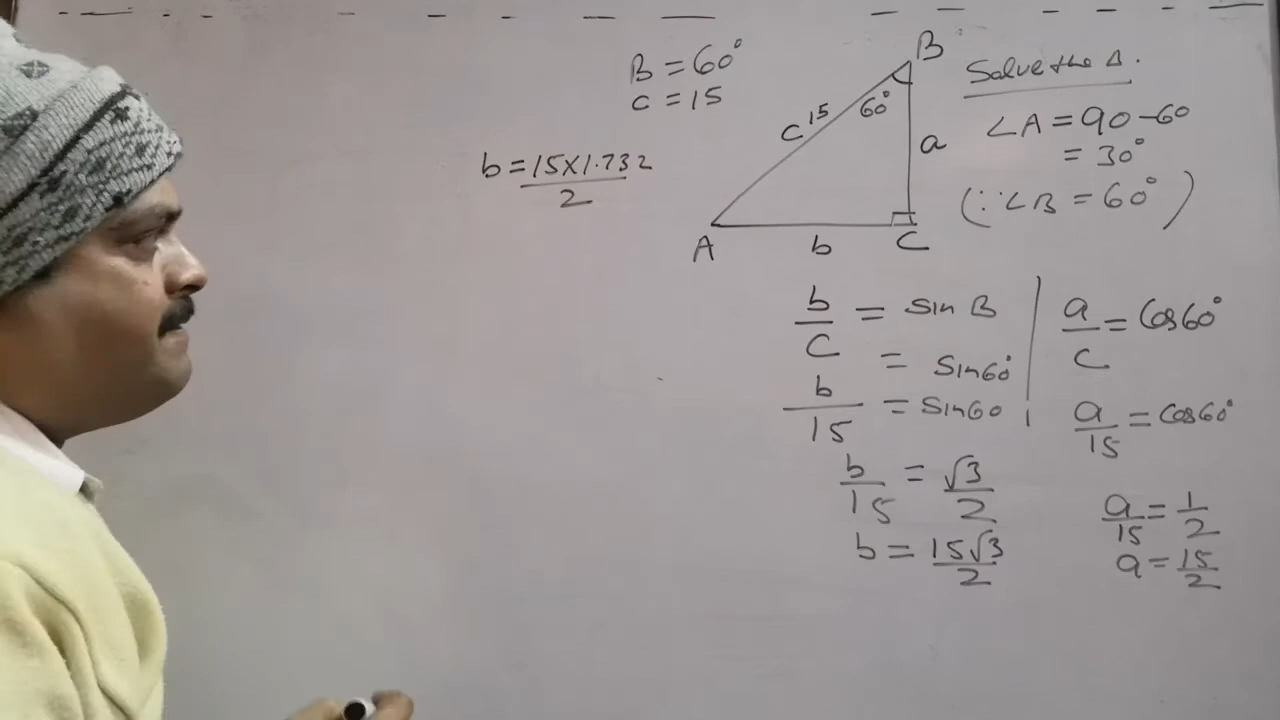 B = 60°
c = 15
b = 15×1.732
2
B
60°
c 15
a
A
b
C
Solve the Δ.
∠A = 90 - 60
= 30°
(∵ ∠B = 60°)
b/c = sin B
= sin 60°
b/15 = sin 60
b/15 = √3/2
b = 15√3/2
a/c = cos 60°
a/15 = cos 60°
a/15 = 1/2
a = 15/2